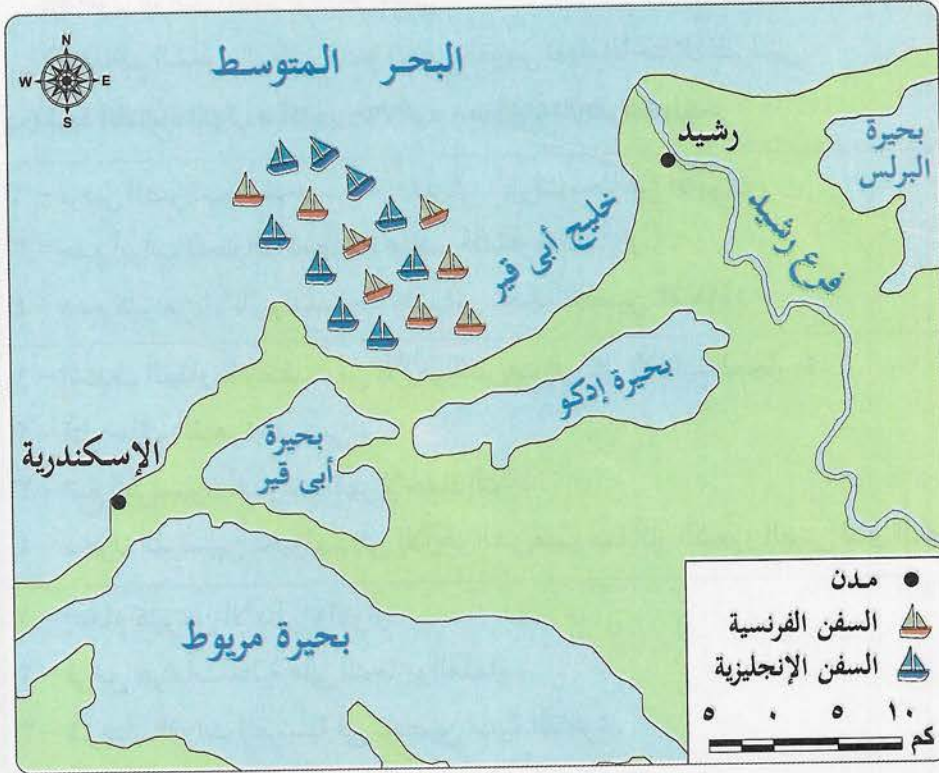 N
W E
S
البحر المتوسط
رشيد
بحيرة
البرلس
خليج أبى قير
فرع رشيد
بحيرة إدكو
بحيرة
أبى قير
الإسكندرية
بحيرة مريوط
مدن
السفن الفرنسية
السفن الإنجليزية
٥ ٠ ٥ ١٠
كم